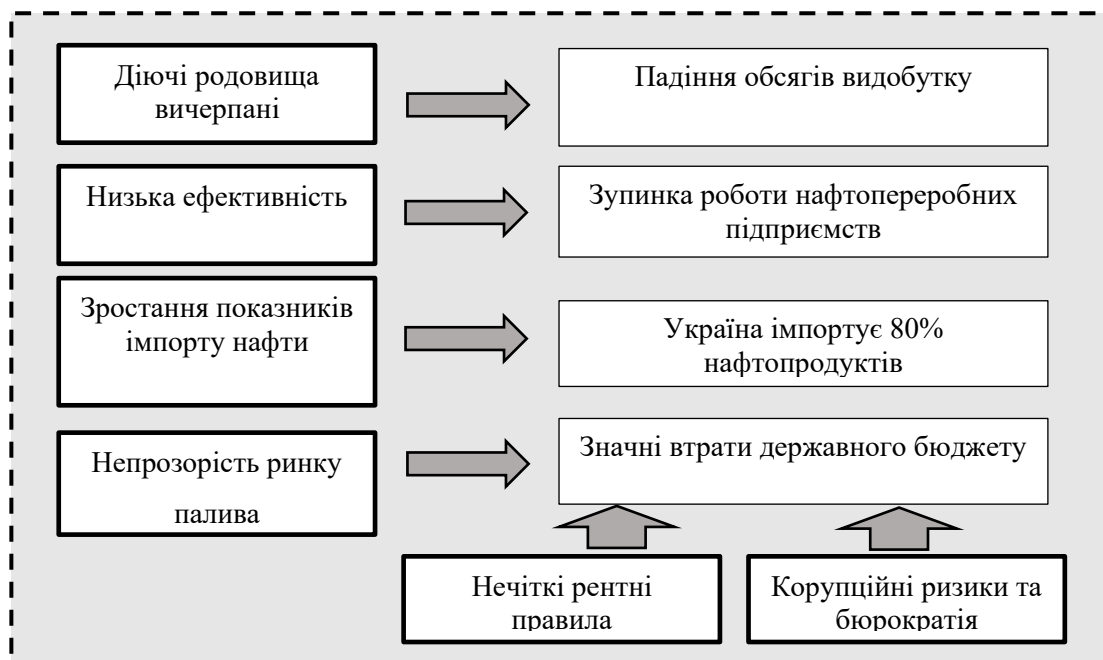 Діючі родовища
вичерпані
Падіння обсягів видобутку
Низька ефективність
Зупинка роботи нафтопереробних
підприємств
Зростання показників
імпорту нафти
Україна імпортує 80%
нафтопродуктів
Непрозорість ринку
палива
Значні втрати державного бюджету
Нечіткі рентні
правила
Корупційні ризики та
бюрократія